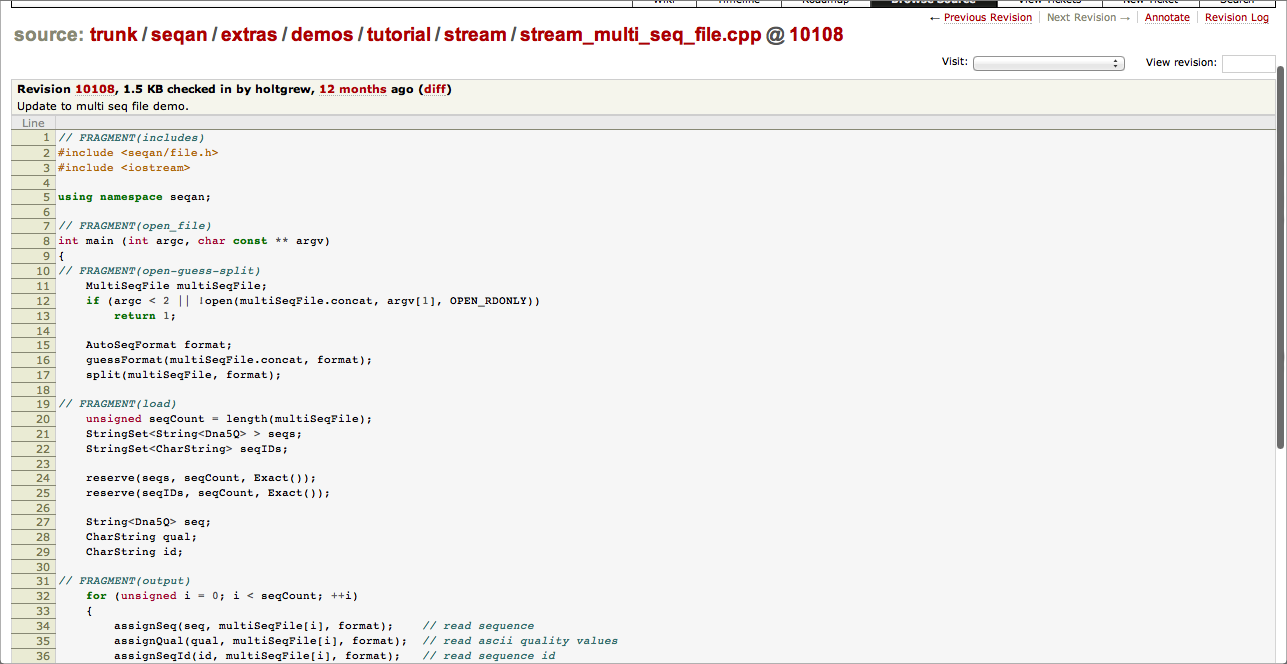 Wiki Timeline Roadmap Browse Source View Tickets New Ticket Search
← Previous Revision Next Revision → Annotate Revision Log
source: trunk / seqan / extras / demos / tutorial / stream / stream_multi_seq_file.cpp @ 10108
Visit: View revision:
Revision 10108, 1.5 KB checked in by holtgrew, 12 months ago (diff)
Update to multi seq file demo.
Line
1 // FRAGMENT(includes)
2 #include <seqan/file.h>
3 #include <iostream>
4
5 using namespace seqan;
6
7 // FRAGMENT(open_file)
8 int main (int argc, char const ** argv)
9 {
10 // FRAGMENT(open-guess-split)
11     MultiSeqFile multiSeqFile;
12     if (argc < 2 || !open(multiSeqFile.concat, argv[1], OPEN_RDONLY))
13         return 1;
14
15     AutoSeqFormat format;
16     guessFormat(multiSeqFile.concat, format);
17     split(multiSeqFile, format);
18
19 // FRAGMENT(load)
20     unsigned seqCount = length(multiSeqFile);
21     StringSet<String<Dna5Q> > seqs;
22     StringSet<CharString> seqIDs;
23
24     reserve(seqs, seqCount, Exact());
25     reserve(seqIDs, seqCount, Exact());
26
27     String<Dna5Q> seq;
28     CharString qual;
29     CharString id;
30
31 // FRAGMENT(output)
32     for (unsigned i = 0; i < seqCount; ++i)
33     {
34         assignSeq(seq, multiSeqFile[i], format);    // read sequence
35         assignQual(qual, multiSeqFile[i], format);  // read ascii quality values
36         assignSeqId(id, multiSeqFile[i], format);   // read sequence id